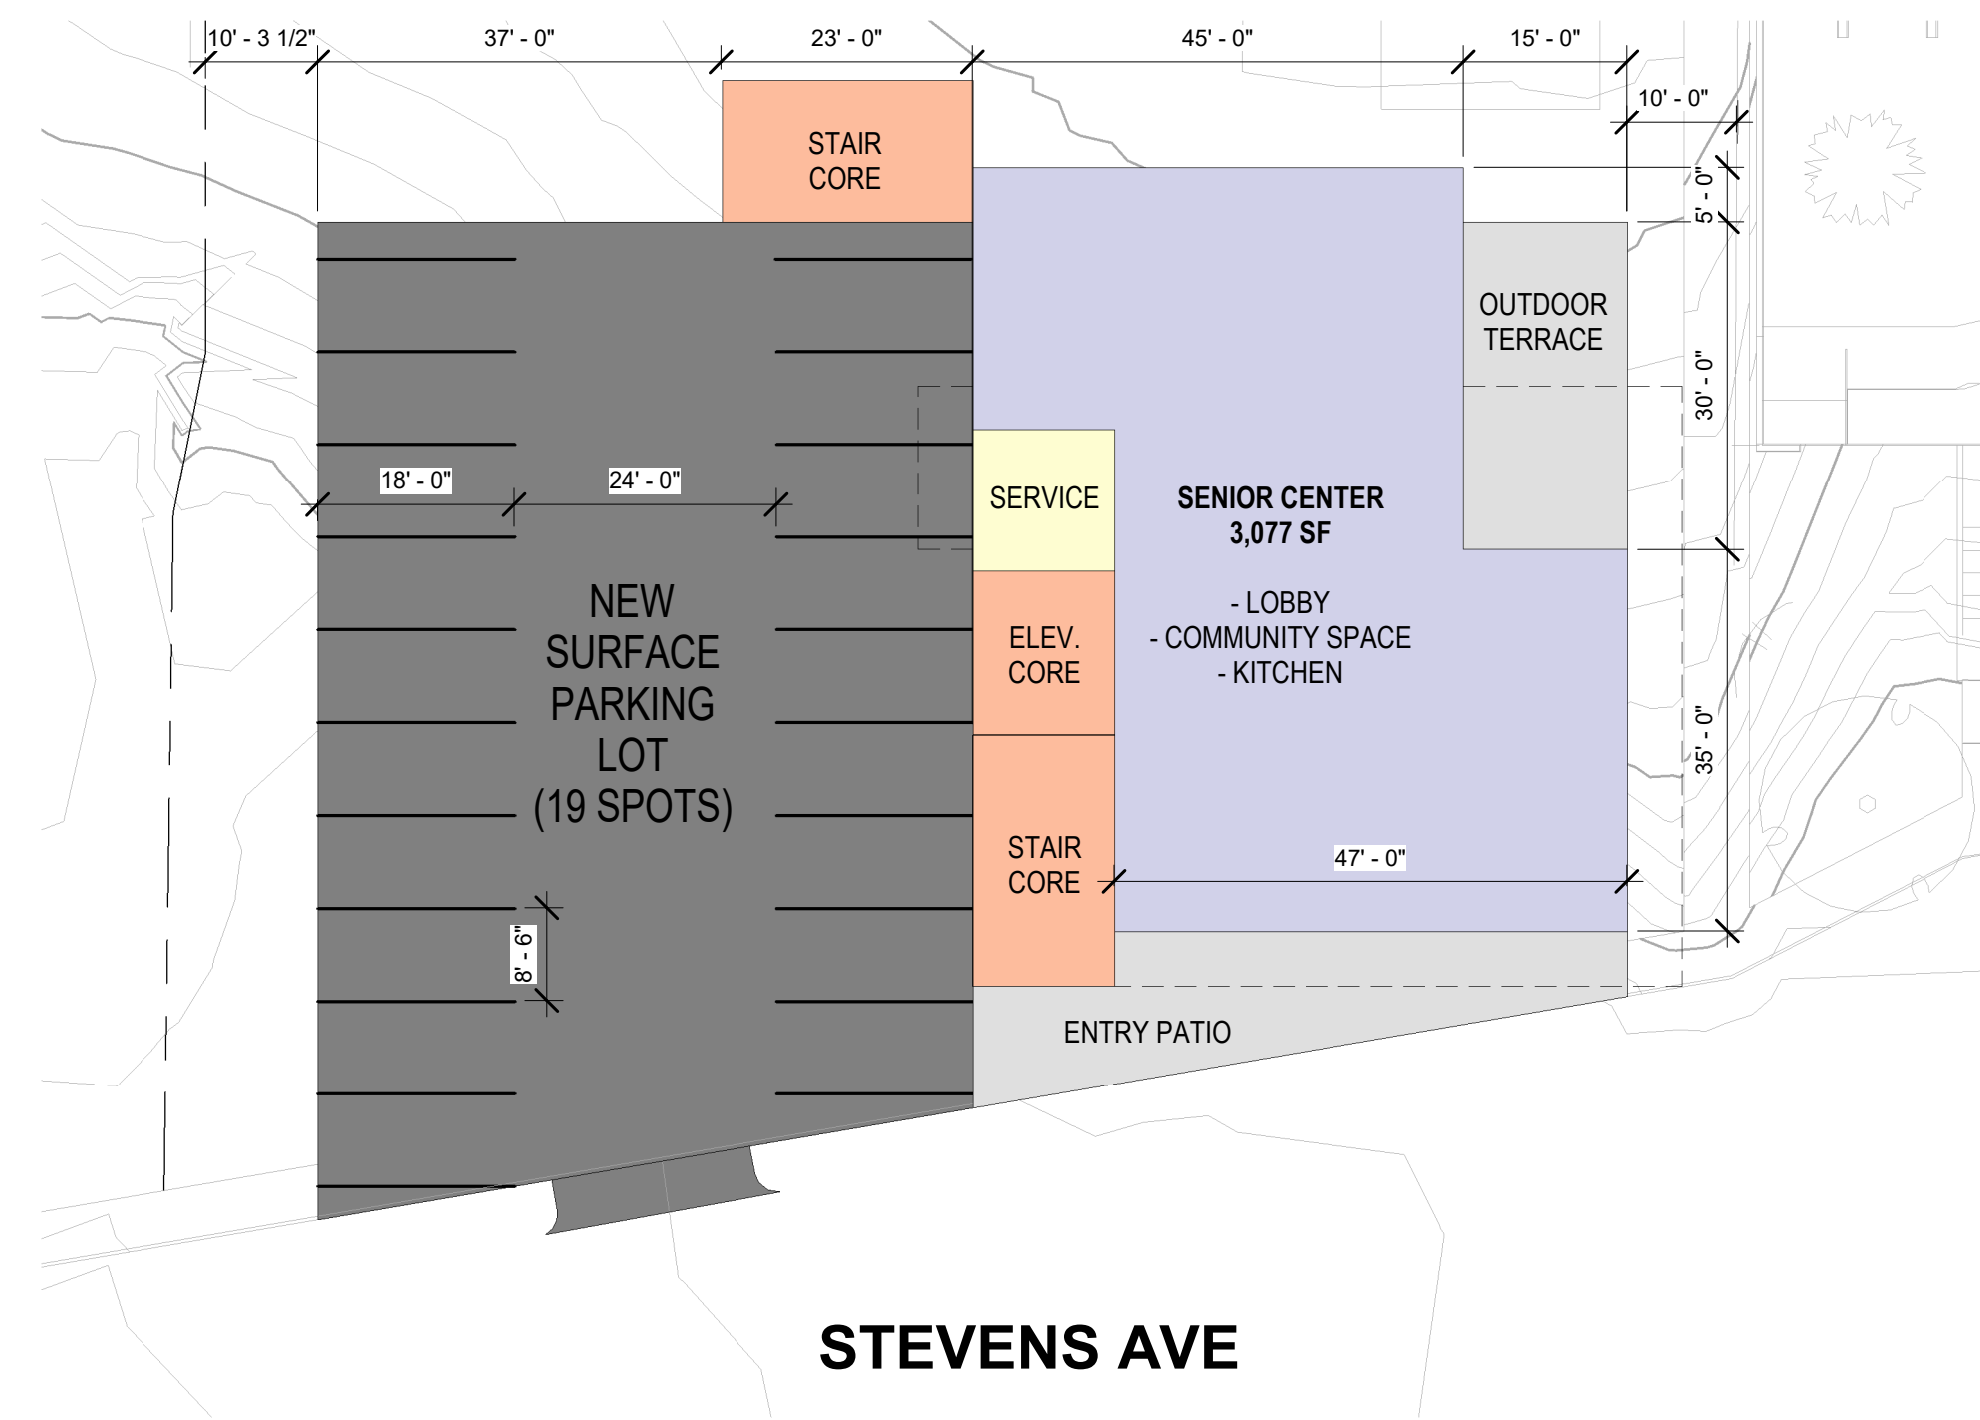 10' - 3 1/2"
37' - 0"
23' - 0"
45' - 0"
15' - 0"
10' - 0"
STAIR
CORE
5' - 0"
OUTDOOR
TERRACE
30' - 0"
18' - 0"
24' - 0"
SERVICE
SENIOR CENTER
3,077 SF
- LOBBY
- COMMUNITY SPACE
- KITCHEN
NEW
SURFACE
PARKING
LOT
(19 SPOTS)
ELEV.
CORE
35' - 0"
STAIR
CORE
47' - 0"
8' - 6"
ENTRY PATIO
STEVENS AVE